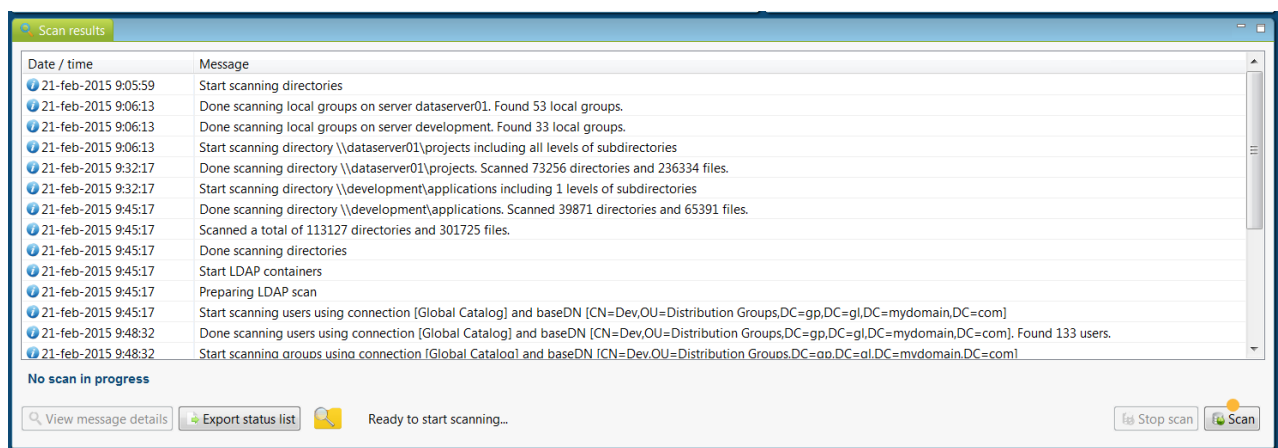 Scan results
Date / time Message
21-feb-2015 9:05:59 Start scanning directories
21-feb-2015 9:06:13 Done scanning local groups on server dataserver01. Found 53 local groups.
21-feb-2015 9:06:13 Done scanning local groups on server development. Found 33 local groups.
21-feb-2015 9:06:13 Start scanning directory \\dataserver01\projects including all levels of subdirectories
21-feb-2015 9:32:17 Done scanning directory \\dataserver01\projects. Scanned 73256 directories and 236334 files.
21-feb-2015 9:32:17 Start scanning directory \\development\applications including 1 levels of subdirectories
21-feb-2015 9:45:17 Done scanning directory \\development\applications. Scanned 39871 directories and 65391 files.
21-feb-2015 9:45:17 Scanned a total of 113127 directories and 301725 files.
21-feb-2015 9:45:17 Done scanning directories
21-feb-2015 9:45:17 Start LDAP containers
21-feb-2015 9:45:17 Preparing LDAP scan
21-feb-2015 9:45:17 Start scanning users using connection [Global Catalog] and baseDN [CN=Dev,OU=Distribution Groups,DC=gp,DC=gl,DC=mydomain,DC=com]
21-feb-2015 9:48:32 Done scanning users using connection [Global Catalog] and baseDN [CN=Dev,OU=Distribution Groups,DC=gp,DC=gl,DC=mydomain,DC=com]. Found 133 users.
21-feb-2015 9:48:32 Start scanning groups using connection [Global Catalog] and baseDN [CN=Dev,OU=Distribution Groups,DC=gp,DC=gl,DC=mydomain,DC=com]
No scan in progress
View message details Export status list Ready to start scanning... Stop scan Scan